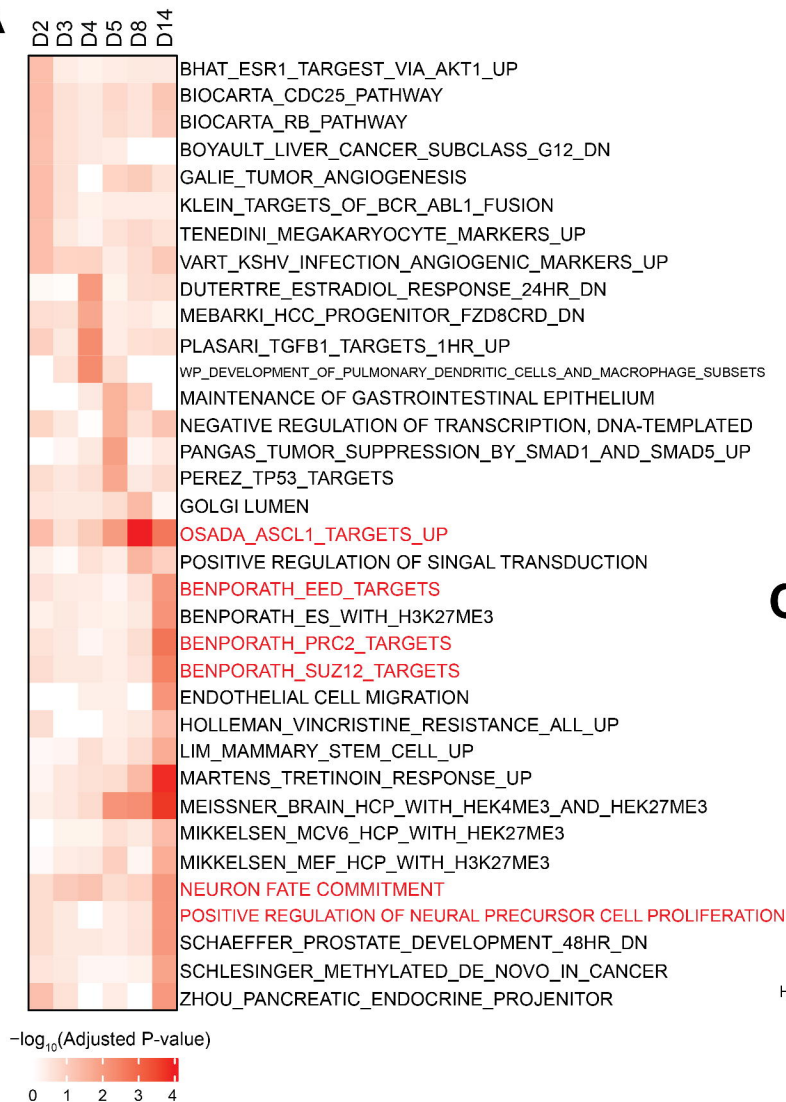 A
D2 D3 D4 D5 D8 D14
BHAT_ESR1_TARGEST_VIA_AKT1_UP
BIOCARTA_CDC25_PATHWAY
BIOCARTA_RB_PATHWAY
BOYAULT_LIVER_CANCER_SUBCLASS_G12_DN
GALIE_TUMOR_ANGIOGENESIS
KLEIN_TARGETS_OF_BCR_ABL1_FUSION
TENEDINI_MEGAKARYOCYTE_MARKERS_UP
VART_KSHV_INFECTION_ANGIOGENIC_MARKERS_UP
DUTERTRE_ESTRADIOL_RESPONSE_24HR_DN
MEBARKI_HCC_PROGENITOR_FZD8CRD_DN
PLASARI_TGFB1_TARGETS_1HR_UP
WP_DEVELOPMENT_OF_PULMONARY_DENDRITIC_CELLS_AND_MACROPHAGE_SUBSETS
MAINTENANCE OF GASTROINTESTINAL EPITHELIUM
NEGATIVE REGULATION OF TRANSCRIPTION, DNA-TEMPLATED
PANGAS_TUMOR_SUPPRESSION_BY_SMAD1_AND_SMAD5_UP
PEREZ_TP53_TARGETS
GOLGI LUMEN
OSADA_ASCL1_TARGETS_UP
POSITIVE REGULATION OF SINGAL TRANSDUCTION
BENPORATH_EED_TARGETS
BENPORATH_ES_WITH_H3K27ME3
BENPORATH_PRC2_TARGETS
BENPORATH_SUZ12_TARGETS
ENDOTHELIAL CELL MIGRATION
HOLLEMAN_VINCRISTINE_RESISTANCE_ALL_UP
LIM_MAMMARY_STEM_CELL_UP
MARTENS_TRETINOIN_RESPONSE_UP
MEISSNER_BRAIN_HCP_WITH_HEK4ME3_AND_HEK27ME3
MIKKELSEN_MCV6_HCP_WITH_HEK27ME3
MIKKELSEN_MEF_HCP_WITH_H3K27ME3
NEURON FATE COMMITMENT
POSITIVE REGULATION OF NEURAL PRECURSOR CELL PROLIFERATION
SCHAEFFER_PROSTATE_DEVELOPMENT_48HR_DN
SCHLESINGER_METHYLATED_DE_NOVO_IN_CANCER
ZHOU_PANCREATIC_ENDOCRINE_PROJENITOR
−log₁₀(Adjusted P-value)
0 1 2 3 4